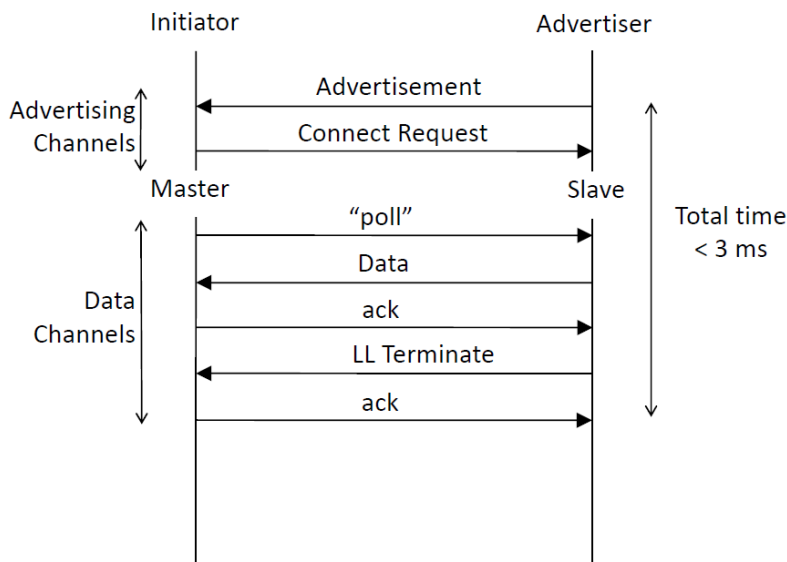 Initiator
Advertiser
Advertisement
Advertising
Channels
Connect Request
Master
Slave
“poll”
Total time
< 3 ms
Data
Data
Channels
ack
LL Terminate
ack